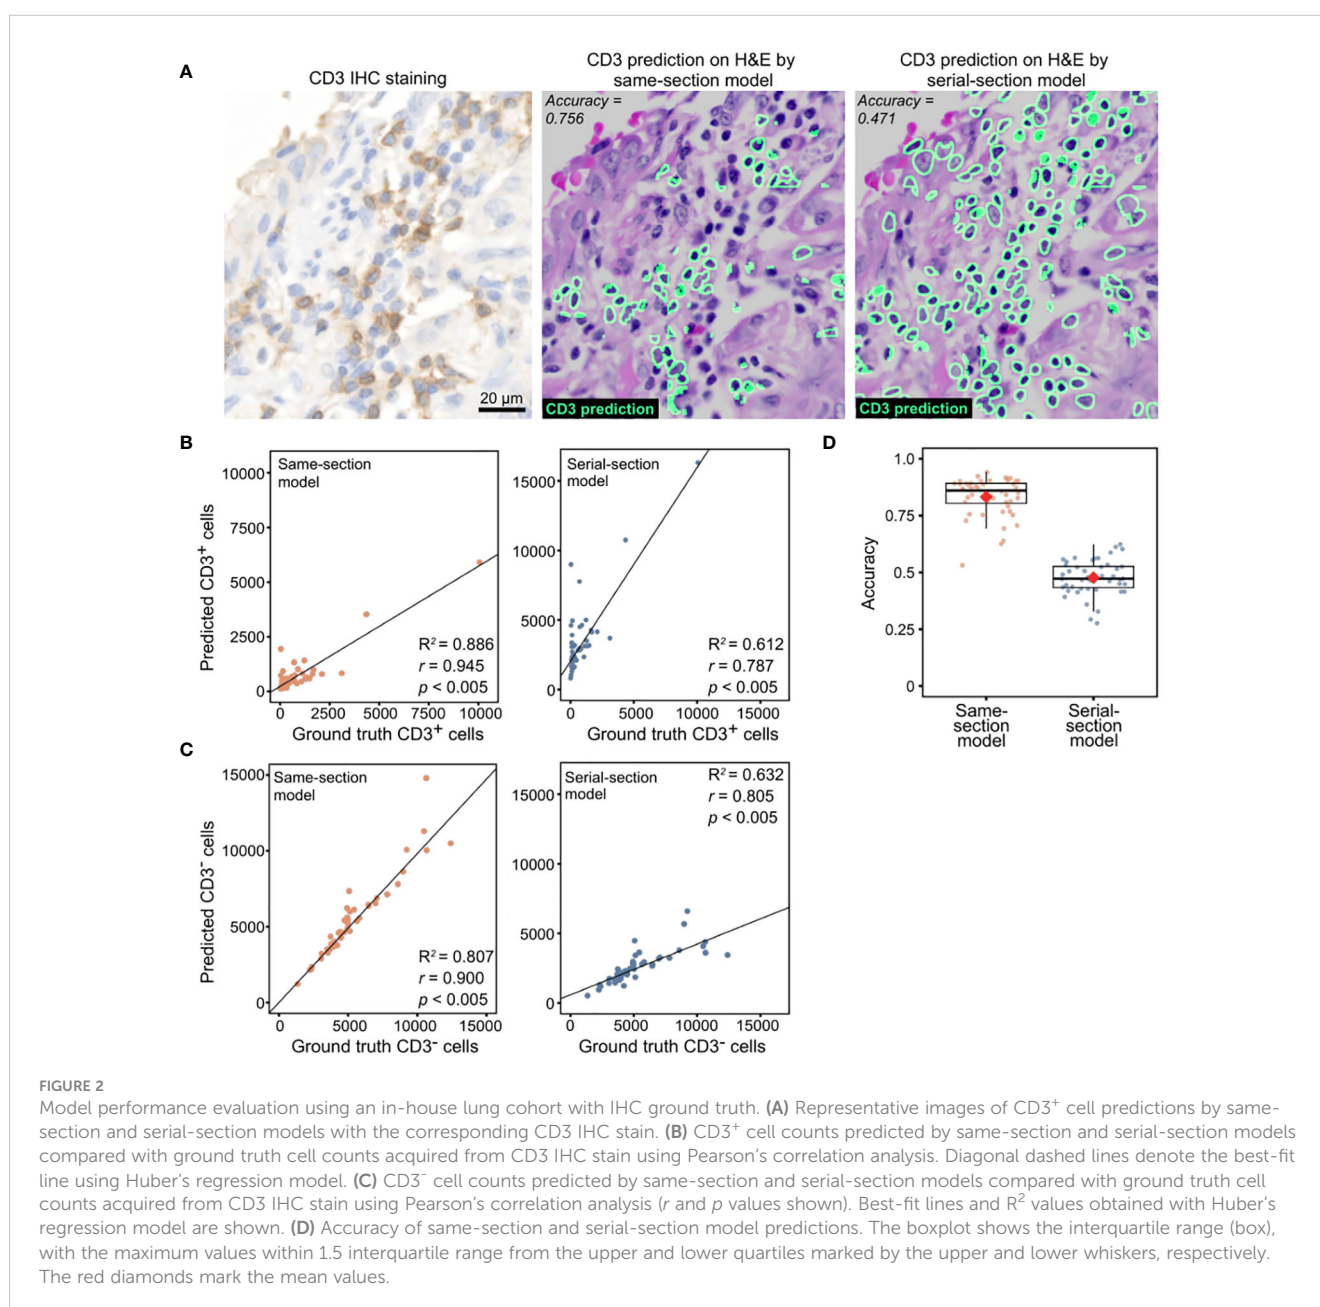 A
CD3 IHC staining
CD3 prediction on H&E by
same-section model
CD3 prediction on H&E by
serial-section model
Accuracy =
0.756
Accuracy =
0.471
20 µm
CD3 prediction
CD3 prediction
B
Same-section
model
Predicted CD3⁺ cells
10000
7500
5000
2500
0
R² = 0.886
r = 0.945
p < 0.005
0 2500 5000 7500 10000
Ground truth CD3⁺ cells
Serial-section
model
15000
10000
5000
0
R² = 0.612
r = 0.787
p < 0.005
0 5000 10000 15000
Ground truth CD3⁺ cells
D
Accuracy
1.0
0.75
0.5
0.25
0
Same-
section
model
Serial-
section
model
C
Same-section
model
Predicted CD3⁻ cells
15000
10000
5000
0
R² = 0.807
r = 0.900
p < 0.005
0 5000 10000 15000
Ground truth CD3⁻ cells
Serial-section
model
R² = 0.632
r = 0.805
p < 0.005
15000
10000
5000
0
0 5000 10000 15000
Ground truth CD3⁻ cells
FIGURE 2
Model performance evaluation using an in-house lung cohort with IHC ground truth. (A) Representative images of CD3⁺ cell predictions by same-
section and serial-section models with the corresponding CD3 IHC stain. (B) CD3⁺ cell counts predicted by same-section and serial-section models
compared with ground truth cell counts acquired from CD3 IHC stain using Pearson's correlation analysis. Diagonal dashed lines denote the best-fit
line using Huber's regression model. (C) CD3⁻ cell counts predicted by same-section and serial-section models compared with ground truth cell
counts acquired from CD3 IHC stain using Pearson's correlation analysis (r and p values shown). Best-fit lines and R² values obtained with Huber's
regression model are shown. (D) Accuracy of same-section and serial-section model predictions. The boxplot shows the interquartile range (box),
with the maximum values within 1.5 interquartile range from the upper and lower quartiles marked by the upper and lower whiskers, respectively.
The red diamonds mark the mean values.